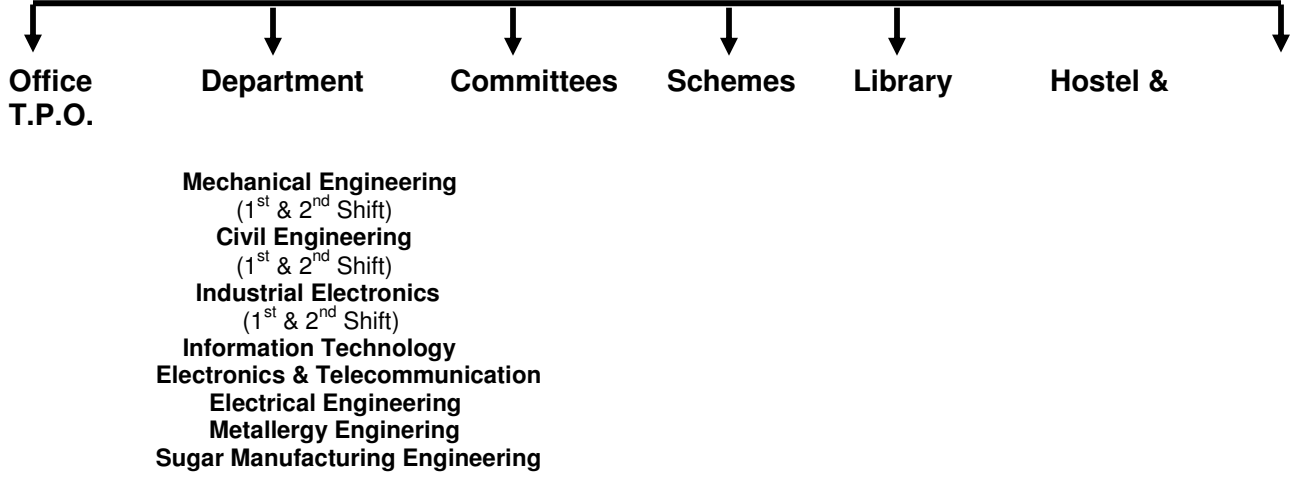 Office Department Committees Schemes Library Hostel &
T.P.O.
Mechanical Engineering
(1st & 2nd Shift)
Civil Engineering
(1st & 2nd Shift)
Industrial Electronics
(1st & 2nd Shift)
Information Technology
Electronics & Telecommunication
Electrical Engineering
Metallergy Enginering
Sugar Manufacturing Engineering